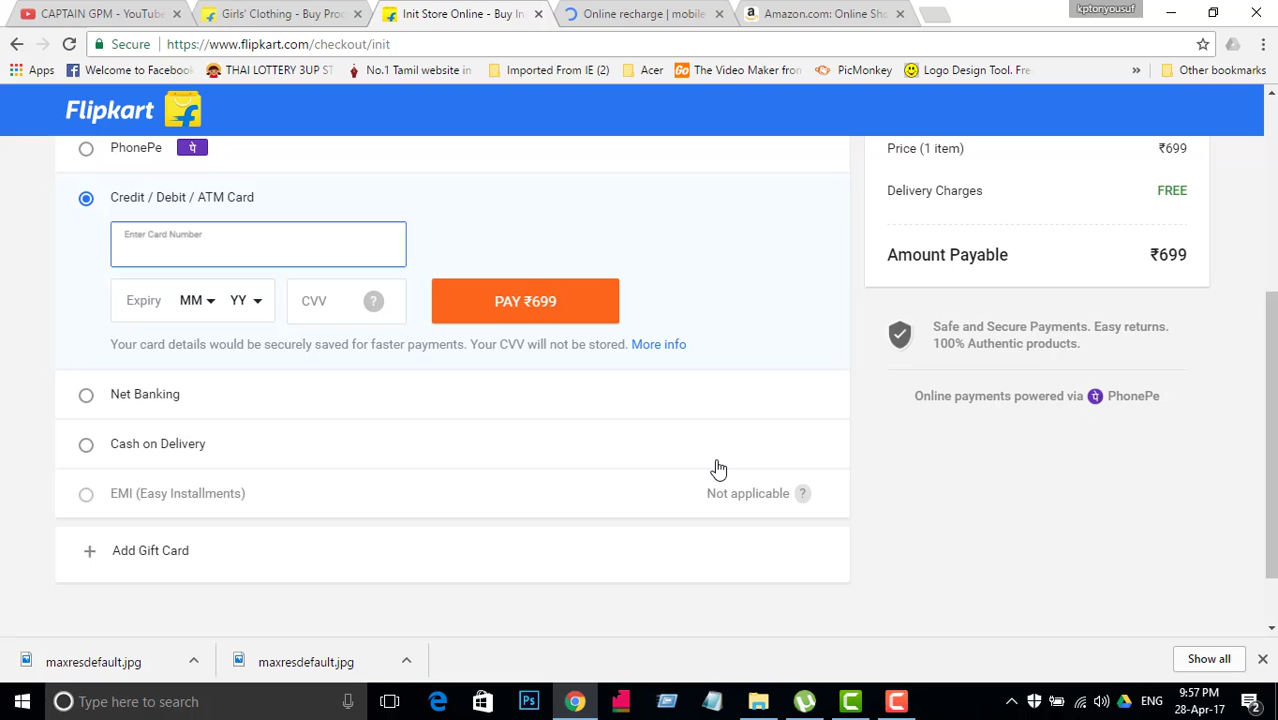 CAPTAIN GPM - YouTube
Girls' Clothing - Buy Pro
Init Store Online - Buy In
Online recharge | mobile
Amazon.com: Online Sho
kptonyousuf
Secure
https://www.flipkart.com/checkout/init
Apps
Welcome to Facebook
THAI LOTTERY 3UP ST
No.1 Tamil website in
Imported From IE (2)
Acer
Go
The Video Maker from
PicMonkey
Logo Design Tool. Fre
»
Other bookmarks
Flipkart
PhonePe
पे
Price (1 item)
₹699
Credit / Debit / ATM Card
Delivery Charges
FREE
Enter Card Number
Amount Payable
₹699
Expiry
MM
YY
CVV
?
PAY ₹699
Your card details would be securely saved for faster payments. Your CVV will not be stored. More info
Safe and Secure Payments. Easy returns.
100% Authentic products.
Net Banking
Online payments powered via पे PhonePe
Cash on Delivery
EMI (Easy Installments)
Not applicable ?
+ Add Gift Card
maxresdefault.jpg
maxresdefault.jpg
Show all
Type here to search
Ps
ENG
9:57 PM
28-Apr-17
2